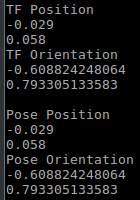 TF Position
-0.029
0.058
TF Orientation
-0.608824248064
0.793305133583

Pose Position
-0.029
0.058
Pose Orientation
-0.608824248064
0.793305133583